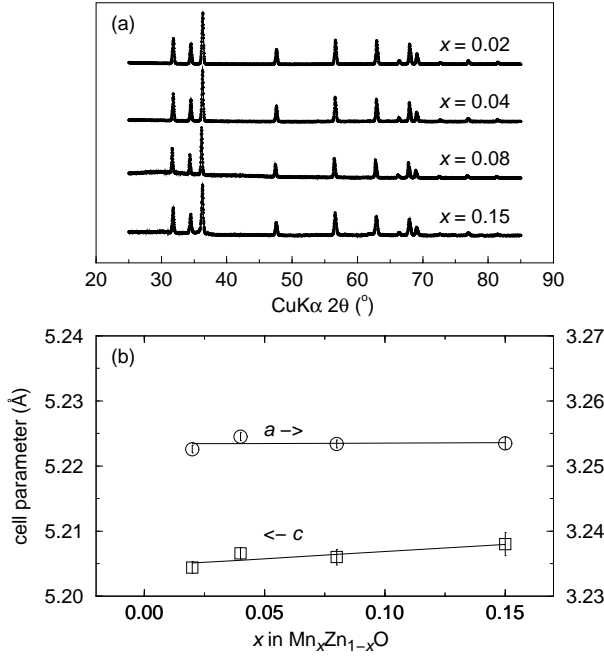 (a)
x = 0.02
x = 0.04
x = 0.08
x = 0.15
20 30 40 50 60 70 80 90
CuKα 2θ (°)
(b)
5.24 3.27
5.23 3.26
a −>
5.22 3.25
cell parameter (Å)
<− c
5.21 3.24
5.20 3.23
0.00 0.05 0.10 0.15
x in MnₓZn₁₋ₓO